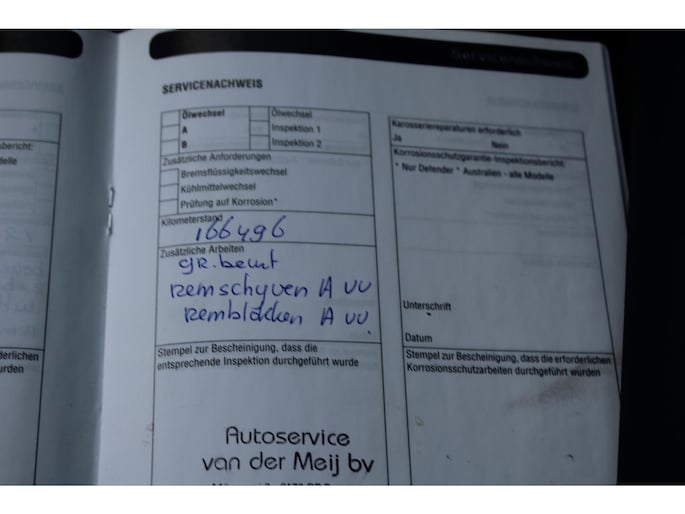 Servicenachweis
SERVICENACHWEIS
Ölwechsel
A
B
Ölwechsel
Inspektion 1
Inspektion 2
Zusätzliche Anforderungen
Bremsflüssigkeitswechsel
Kühlmittelwechsel
Prüfung auf Korrosion*
Kilometerstand
166496
Zusätzliche Arbeiten
gr. beurt
remschyven A VV
remblokken A VV
Stempel zur Bescheinigung, dass die
entsprechende Inspektion durchgeführt wurde
Autoservice
van der Meij bv
Karosseriereparaturen erforderlich
Ja Nein
Korrosionsschutzgarantie-Inspektionsbericht:
* Nur Defender * Australien - alle Modelle
Unterschrift
Datum
Stempel zur Bescheinigung, dass die erforderlichen
Korrosionsschutzarbeiten durchgeführt wurden